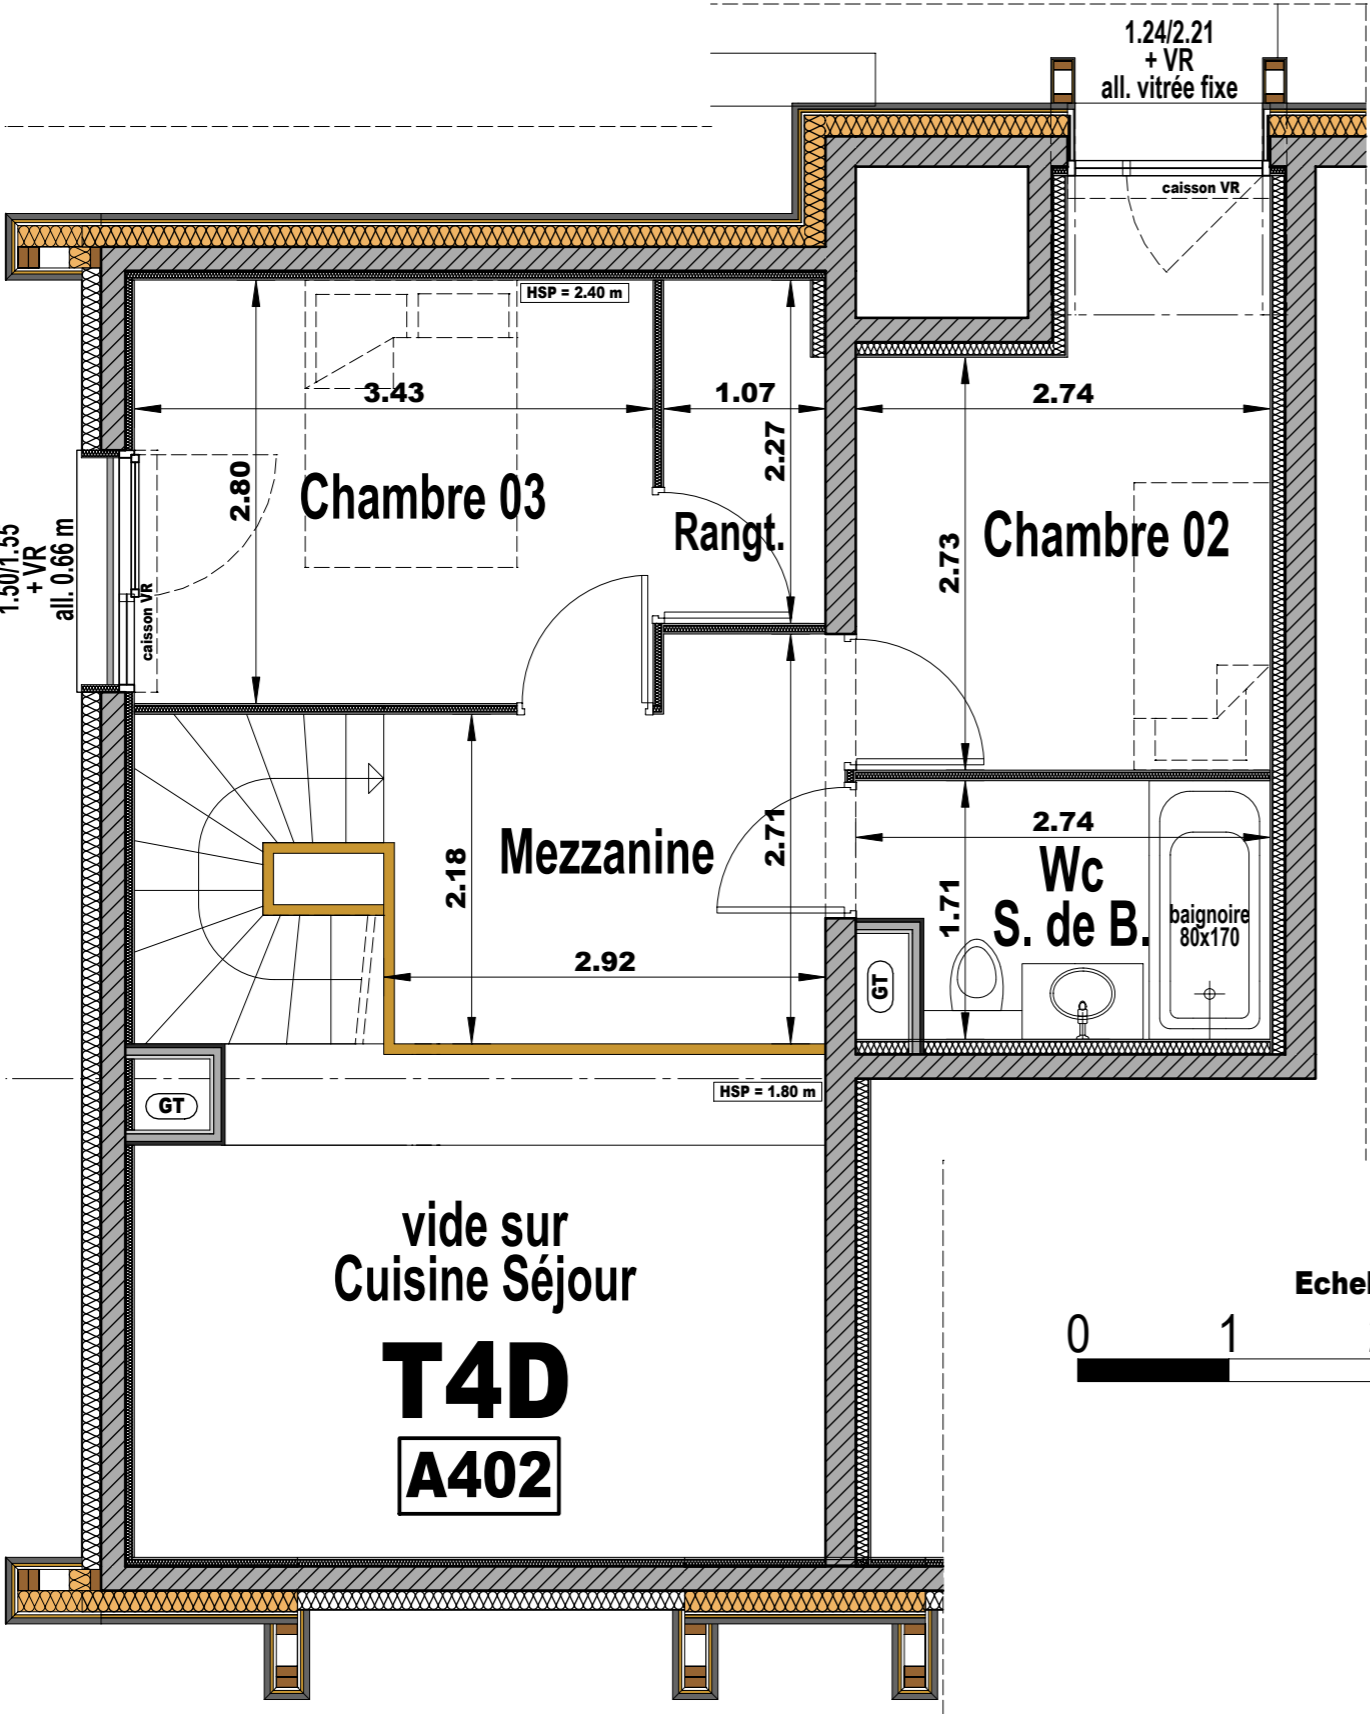 1.24/2.21
+ VR
all. vitrée fixe
caisson VR
HSP = 2.40 m
3.43
1.07
2.74
2.80
2.27
2.73
Chambre 03
Rangt.
Chambre 02
1.50/1.55
+ VR
all. 0.66 m
caisson VR
Mezzanine
2.18
2.71
2.92
2.74
1.71
Wc
S. de B.
baignoire
80x170
GT
GT
HSP = 1.80 m
vide sur
Cuisine Séjour
T4D
A402
Echel
0 1